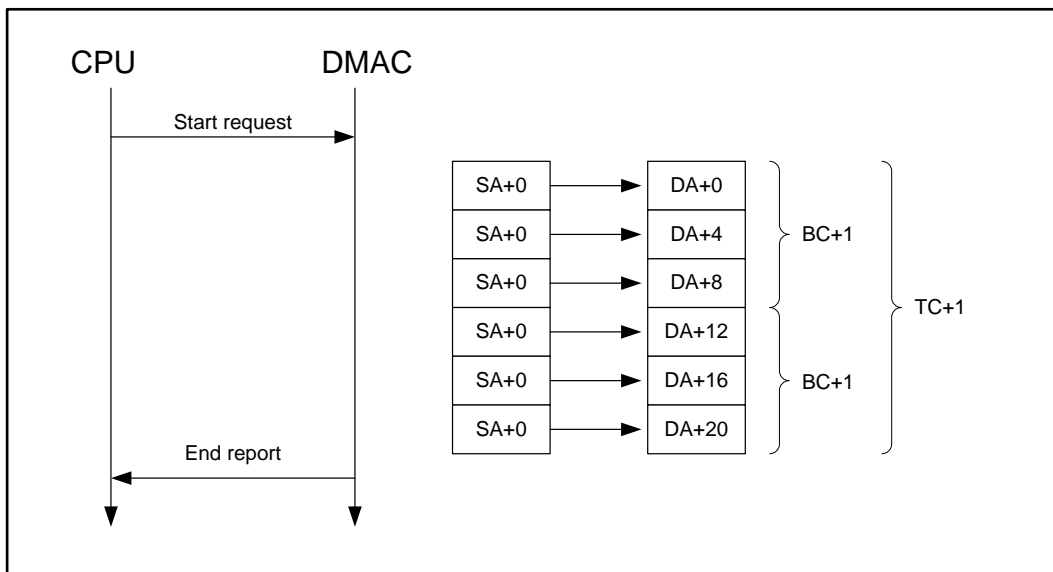 CPU DMAC
Start request
SA+0 DA+0
SA+0 DA+4 BC+1
SA+0 DA+8
TC+1
SA+0 DA+12
SA+0 DA+16 BC+1
SA+0 DA+20
End report